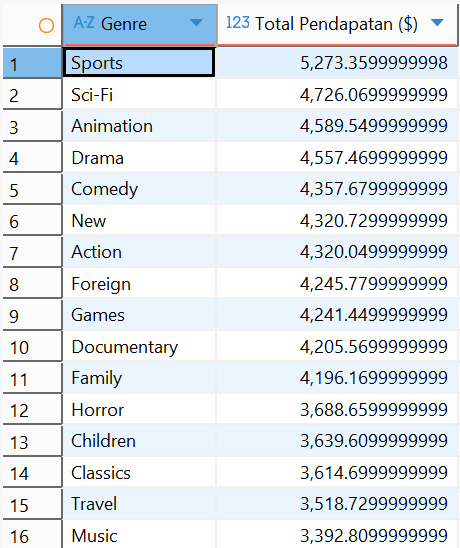 A-Z Genre 123 Total Pendapatan ($)
1 Sports 5,273.3599999998
2 Sci-Fi 4,726.0699999999
3 Animation 4,589.5499999999
4 Drama 4,557.4699999999
5 Comedy 4,357.6799999999
6 New 4,320.7299999999
7 Action 4,320.0499999999
8 Foreign 4,245.7799999999
9 Games 4,241.4499999999
10 Documentary 4,205.5699999999
11 Family 4,196.1699999999
12 Horror 3,688.6599999999
13 Children 3,639.6099999999
14 Classics 3,614.6999999999
15 Travel 3,518.7299999999
16 Music 3,392.8099999999